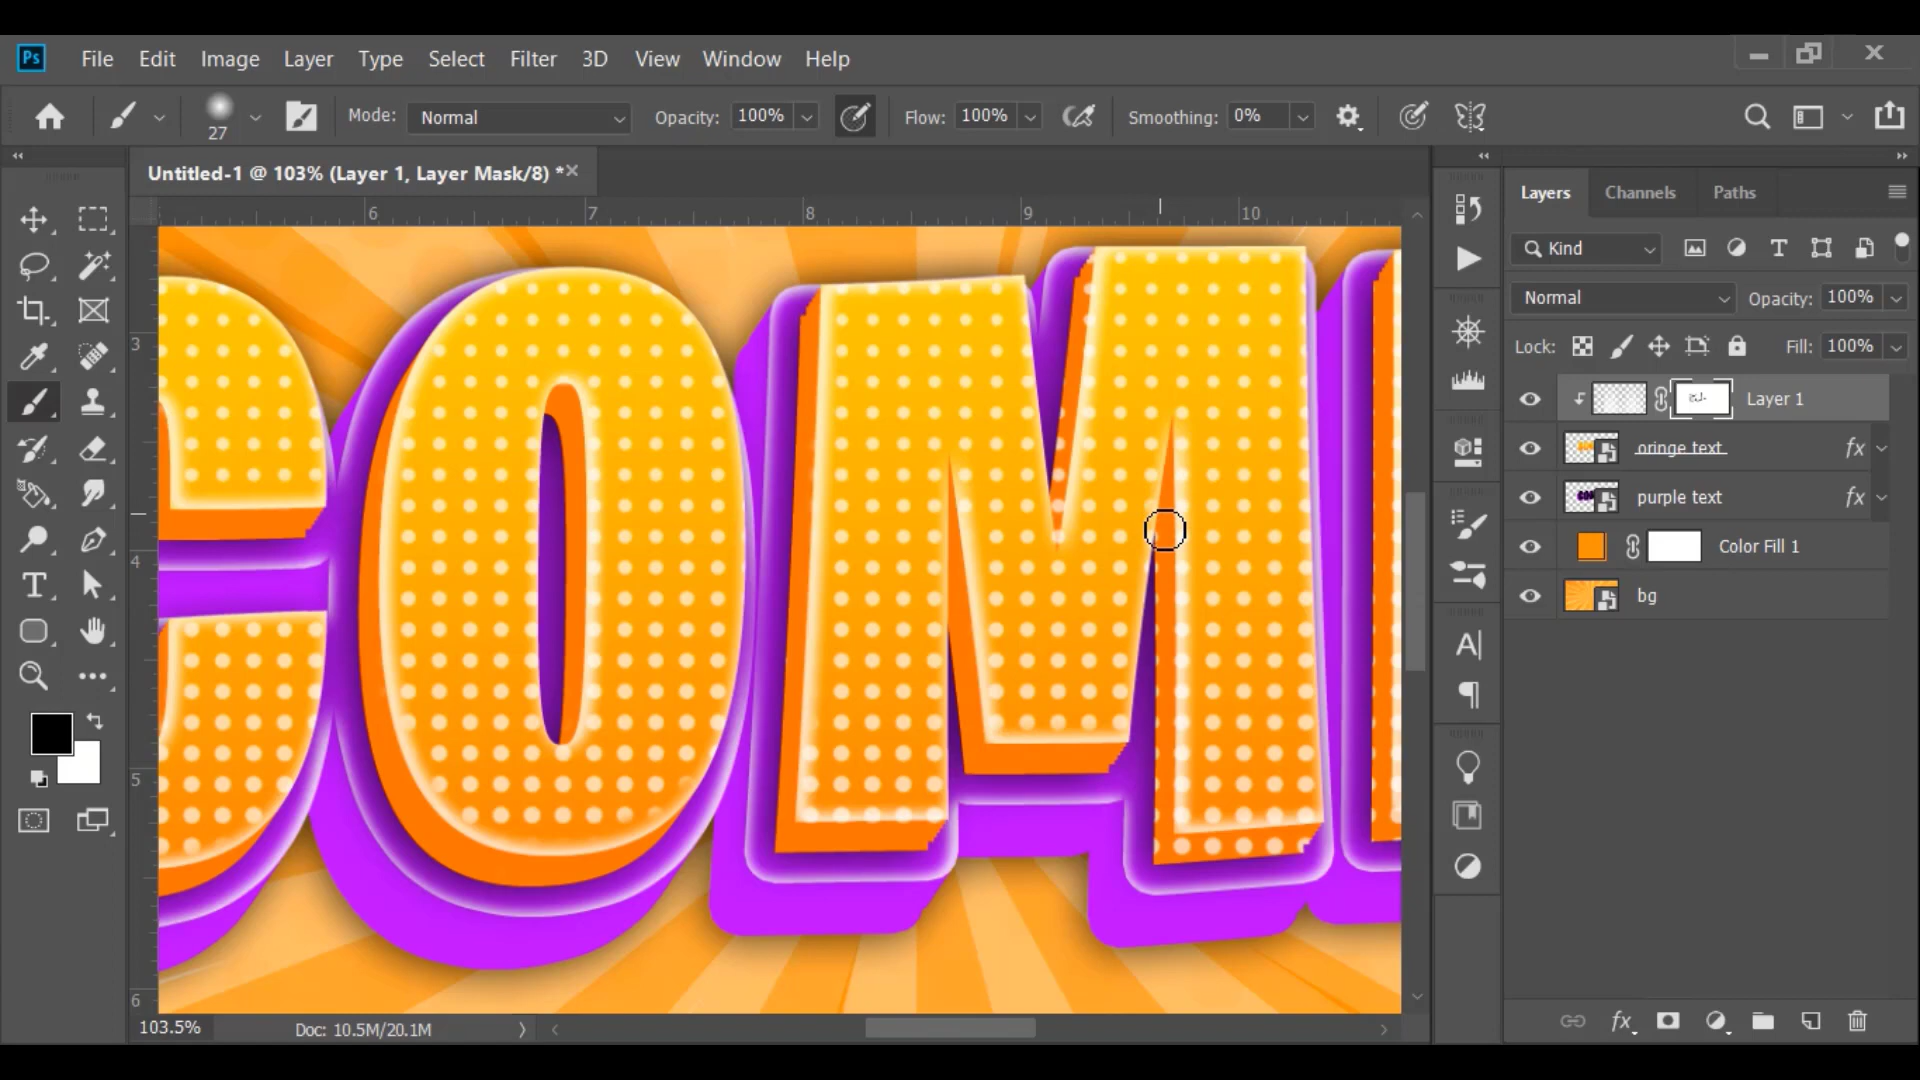 Ps File Edit Image Layer Type Select Filter 3D View Window Help
27 Mode: Normal Opacity: 100% Flow: 100% Smoothing: 0%
Untitled-1 @ 103% (Layer 1, Layer Mask/8) *
6 7 8 9 10
3
4
5
6
COM
103.5% Doc: 10.5M/20.1M
Layers Channels Paths
Kind
Normal Opacity: 100%
Lock: Fill: 100%
Layer 1
oringe text fx
purple text fx
Color Fill 1
bg
fx